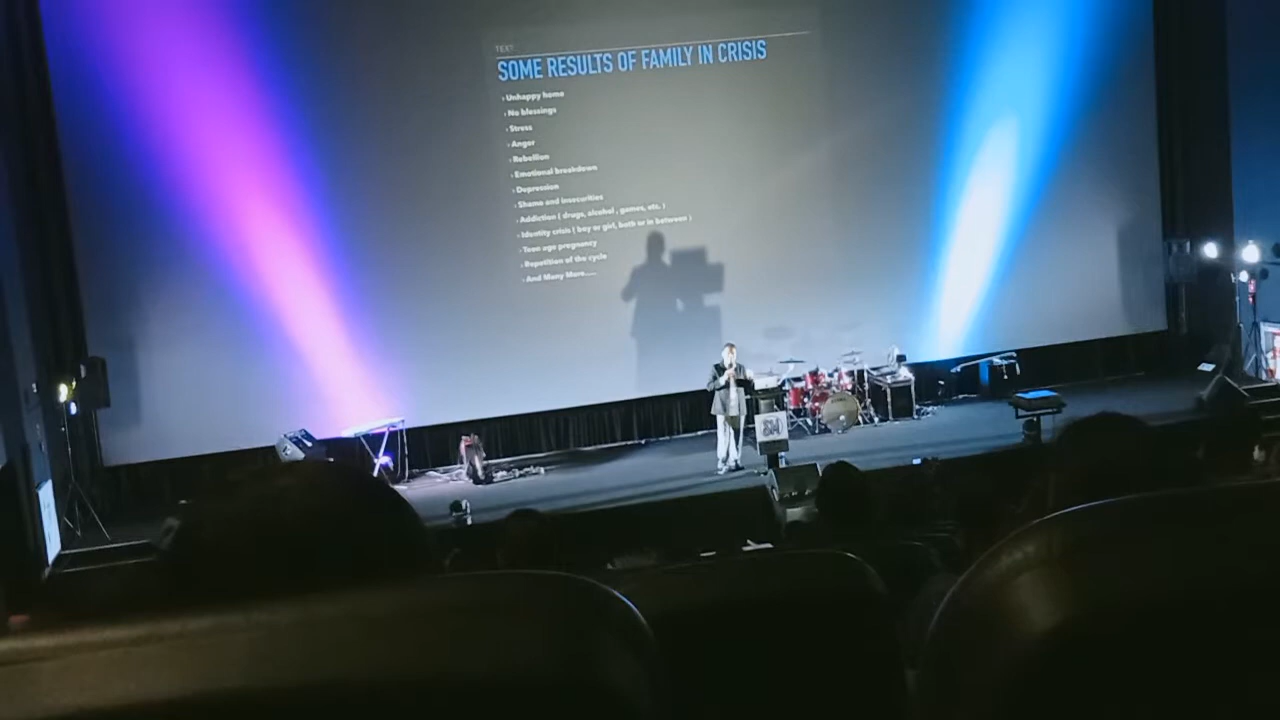 TEXT
SOME RESULTS OF FAMILY IN CRISIS
› Unhappy home
› No blessings
› Stress
› Anger
› Rebellion
› Emotional breakdown
› Depression
› Shame and insecurities
› Addiction ( drugs, alcohol , games, etc. )
› Identity crisis ( boy or girl, both or in between )
› Teen age pregnancy
› Repetition of the cycle
› And Many More.....